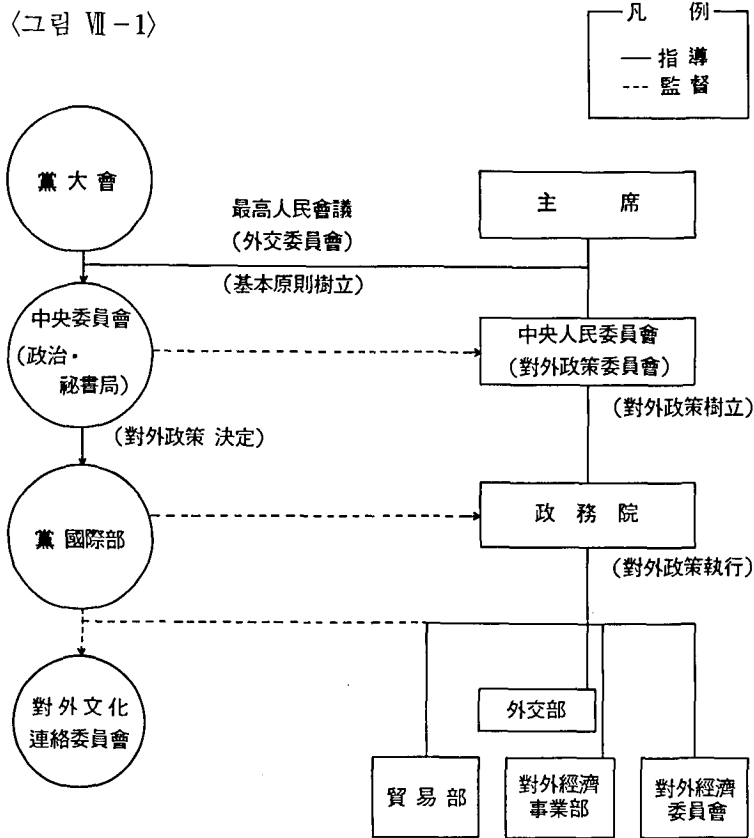 〈그림 Ⅶ-1〉
凡 例
— 指 導
--- 監 督
黨 大 會
最高人民會議
(外交委員會)
主 席
(基本原則樹立)
中央委員會
(政治·
祕書局)
中央人民委員會
(對外政策委員會)
(對外政策樹立)
(對外政策 決定)
黨 國際部
政 務 院
(對外政策執行)
對 外 文 化
連絡委員會
外交部
貿 易 部
對外經濟
事業部
對外經濟
委員會